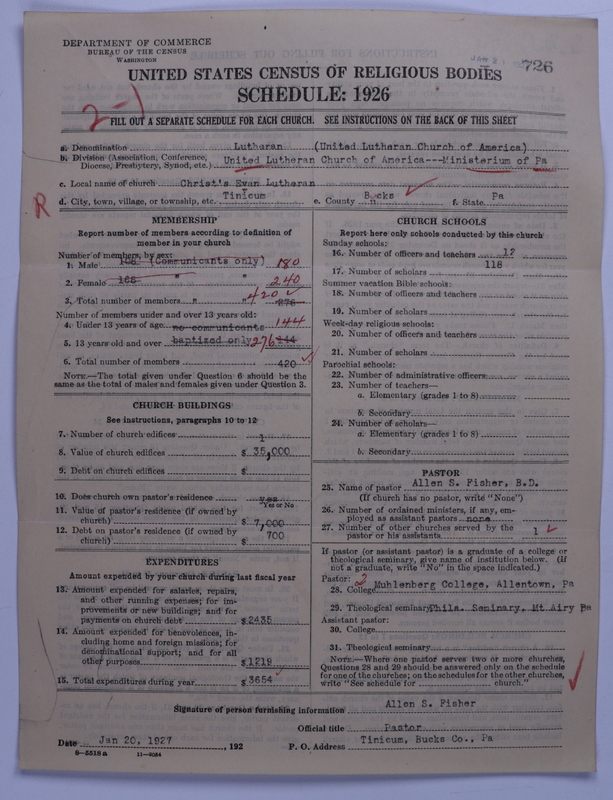 DEPARTMENT OF COMMERCE
BUREAU OF THE CENSUS
WASHINGTON
726
UNITED STATES CENSUS OF RELIGIOUS BODIES
SCHEDULE: 1926
2-1
FILL OUT A SEPARATE SCHEDULE FOR EACH CHURCH. SEE INSTRUCTIONS ON THE BACK OF THIS SHEET
a. Denomination Lutheran (United Lutheran Church of America)
b. Division (Association, Conference, Diocese, Presbytery, Synod, etc.) United Lutheran Church of America---Ministerium of Pa
c. Local name of church Christ's Evan Lutheran
d. City, town, village, or township, etc. Tinicum e. County Bucks f. State Pa
R
MEMBERSHIP
Report number of members according to definition of
member in your church
Number of members, by sex:
1. Male 108 (Communicants only) 180
2. Female 168 " " 240
3. Total number of members 420 276
Number of members under and over 13 years old:
4. Under 13 years of age no communicants 144
5. 13 years old and over baptized only 276 144
6. Total number of members 420
NOTE.—The total given under Question 6 should be the
same as the total of males and females given under Question 3.
CHURCH BUILDINGS
See instructions, paragraphs 10 to 12
7. Number of church edifices 1
8. Value of church edifices $ 35,000
9. Debt on church edifices $
10. Does church own pastor's residence yes
Yes or No
11. Value of pastor's residence (if owned by
church) $ 7,000
12. Debt on pastor's residence (if owned by
church) $ 700
EXPENDITURES
Amount expended by your church during last fiscal year
13. Amount expended for salaries, repairs,
and other running expenses; for im-
provements or new buildings; and for
payments on church debt $ 2435
14. Amount expended for benevolences, in-
cluding home and foreign missions; for
denominational support; and for all
other purposes $ 1219
15. Total expenditures during year $ 3654
CHURCH SCHOOLS
Report here only schools conducted by this church
Sunday schools:
16. Number of officers and teachers 12
17. Number of scholars 118
Summer vacation Bible schools:
18. Number of officers and teachers
19. Number of scholars
Week-day religious schools:
20. Number of officers and teachers
21. Number of scholars
Parochial schools:
22. Number of administrative officers
23. Number of teachers—
a. Elementary (grades 1 to 8)
b. Secondary
24. Number of scholars—
a. Elementary (grades 1 to 8)
b. Secondary
PASTOR
25. Name of pastor Allen S. Fisher, B.D.
(If church has no pastor, write "None")
26. Number of ordained ministers, if any, em-
ployed as assistant pastors none
27. Number of other churches served by the
pastor or his assistants 1
If pastor (or assistant pastor) is a graduate of a college or
theological seminary, give name of institution below. (If
not a graduate, write "No" in the space indicated.)
Pastor: 2
28. College Muhlenberg College, Allentown, Pa
29. Theological seminary Phila. Seminary, Mt Airy Pa
Assistant pastor:
30. College
31. Theological seminary
NOTE.—Where one pastor serves two or more churches,
Questions 28 and 29 should be answered only on the schedule
for one of the churches; on the schedules for the other churches,
write "See schedule for church."
Signature of person furnishing information Allen S. Fisher
Official title Pastor
Date Jan 20, 1927 , 192 P. O. Address Tinicum, Bucks Co., Pa
8—5518a 11—9084